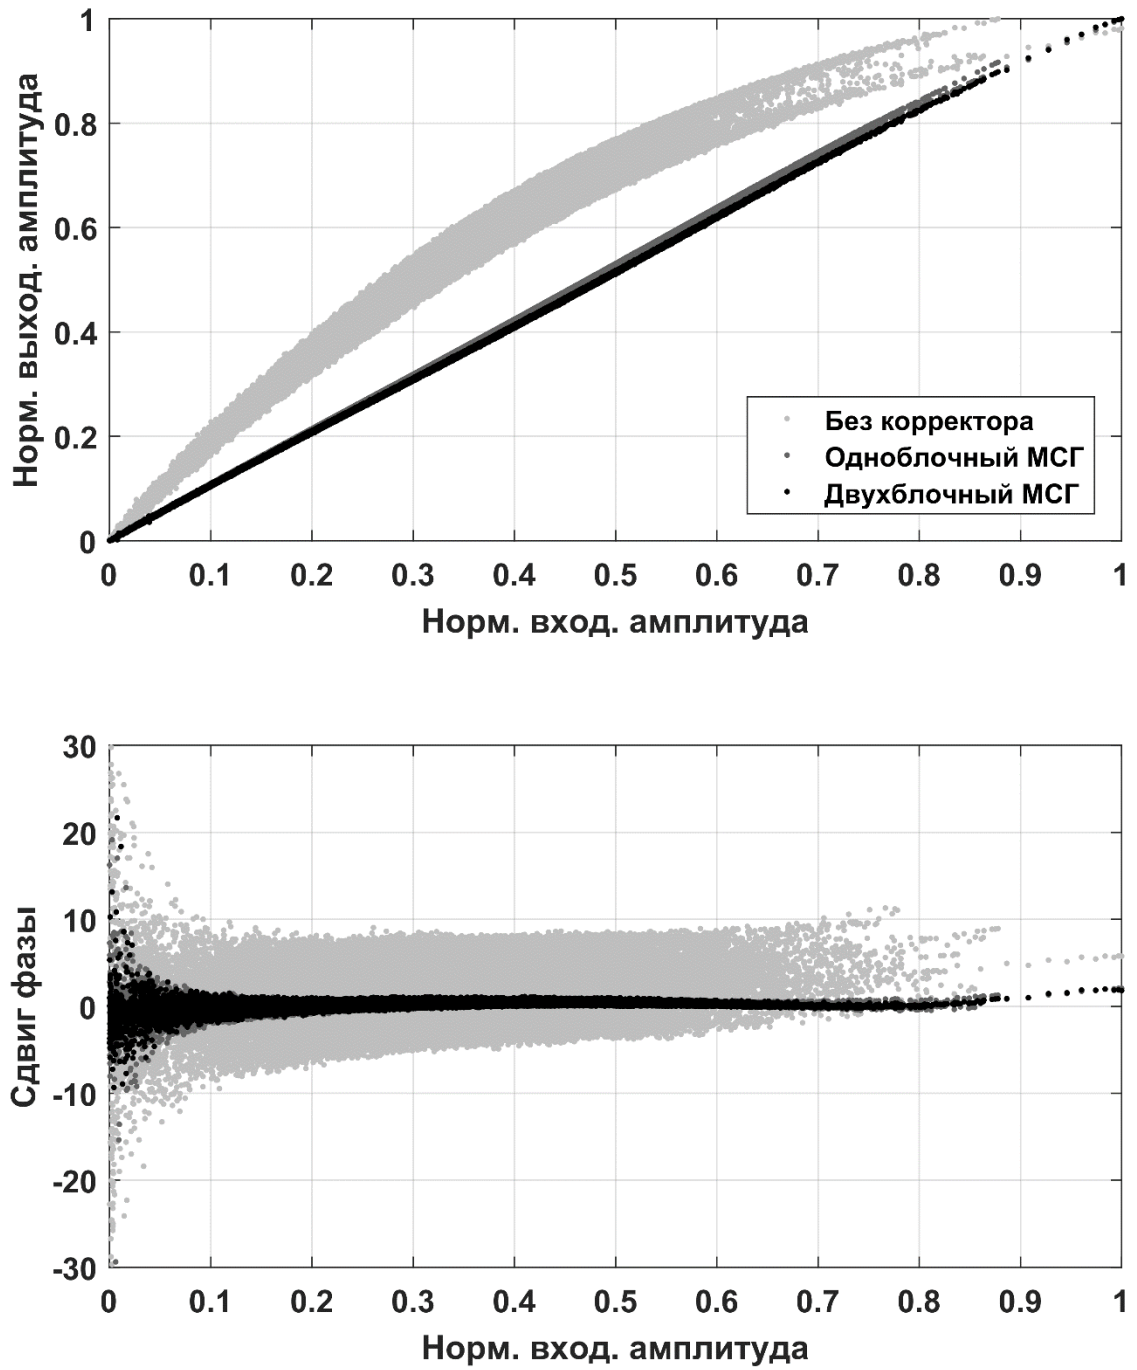 Норм. выход. амплитуда
1
0.8
0.6
0.4
0.2
0
Без корректора
Одноблочный МСГ
Двухблочный МСГ
0 0.1 0.2 0.3 0.4 0.5 0.6 0.7 0.8 0.9 1
Норм. вход. амплитуда
Сдвиг фазы
30
20
10
0
-10
-20
-30
0 0.1 0.2 0.3 0.4 0.5 0.6 0.7 0.8 0.9 1
Норм. вход. амплитуда